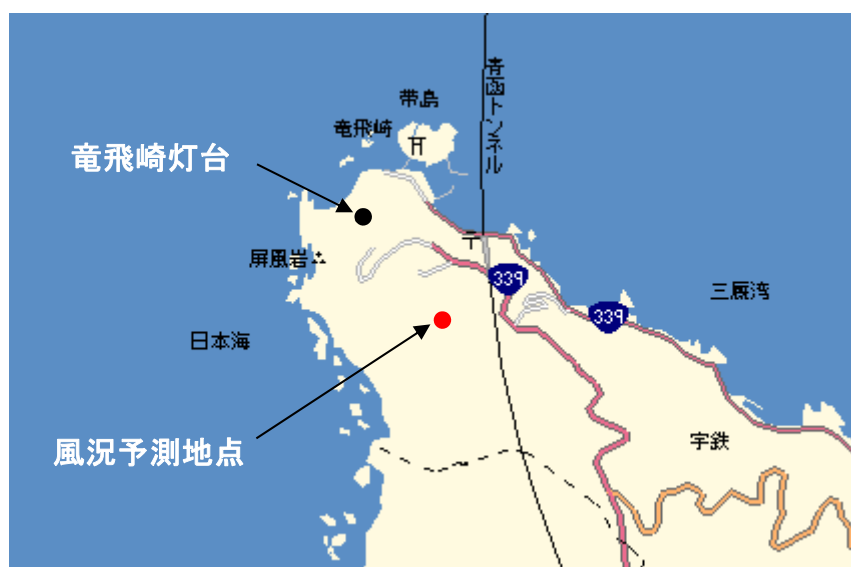 青函トンネル
帯島
竜飛崎
竜飛崎灯台
屏風岩
339
三厩湾
339
日本海
宇鉄
風況予測地点